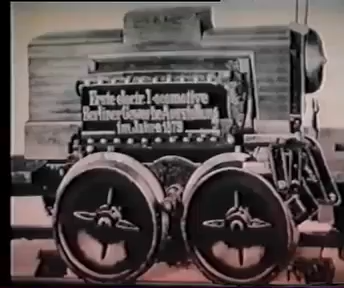 Erste electr. Locomotive
Berliner Gewerbe-Ausstellung
im Jahre 1879